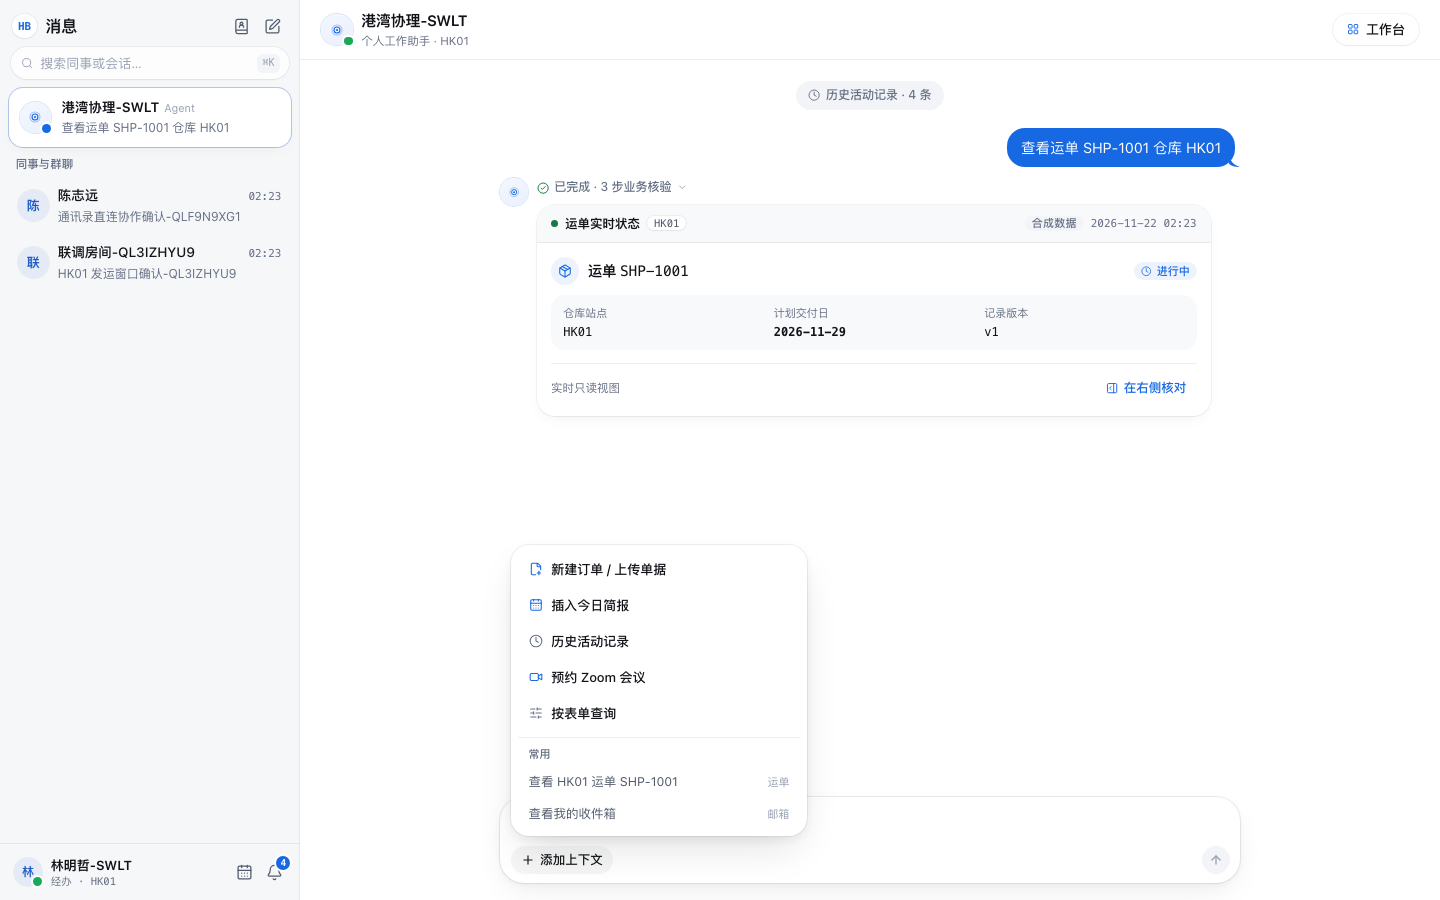 HB 消息
搜索同事或会话... ⌘K
港湾协理-SWLT Agent
查看运单 SHP-1001 仓库 HK01
同事与群聊
陈 陈志远 02:23
通讯录直连协作确认-QLF9N9XG1
联 联调房间-QL3IZHYU9 02:23
HK01 发运窗口确认-QL3IZHYU9
林 林明哲-SWLT
经办 · HK01
4
港湾协理-SWLT
个人工作助手 · HK01
工作台
历史活动记录 · 4 条
查看运单 SHP-1001 仓库 HK01
已完成 · 3 步业务核验
运单实时状态 HK01 合成数据 2026-11-22 02:23
运单 SHP-1001 进行中
仓库站点 计划交付日 记录版本
HK01 2026-11-29 v1
实时只读视图 在右侧核对
新建订单 / 上传单据
插入今日简报
历史活动记录
预约 Zoom 会议
按表单查询
常用
查看 HK01 运单 SHP-1001 运单
查看我的收件箱 邮箱
添加上下文